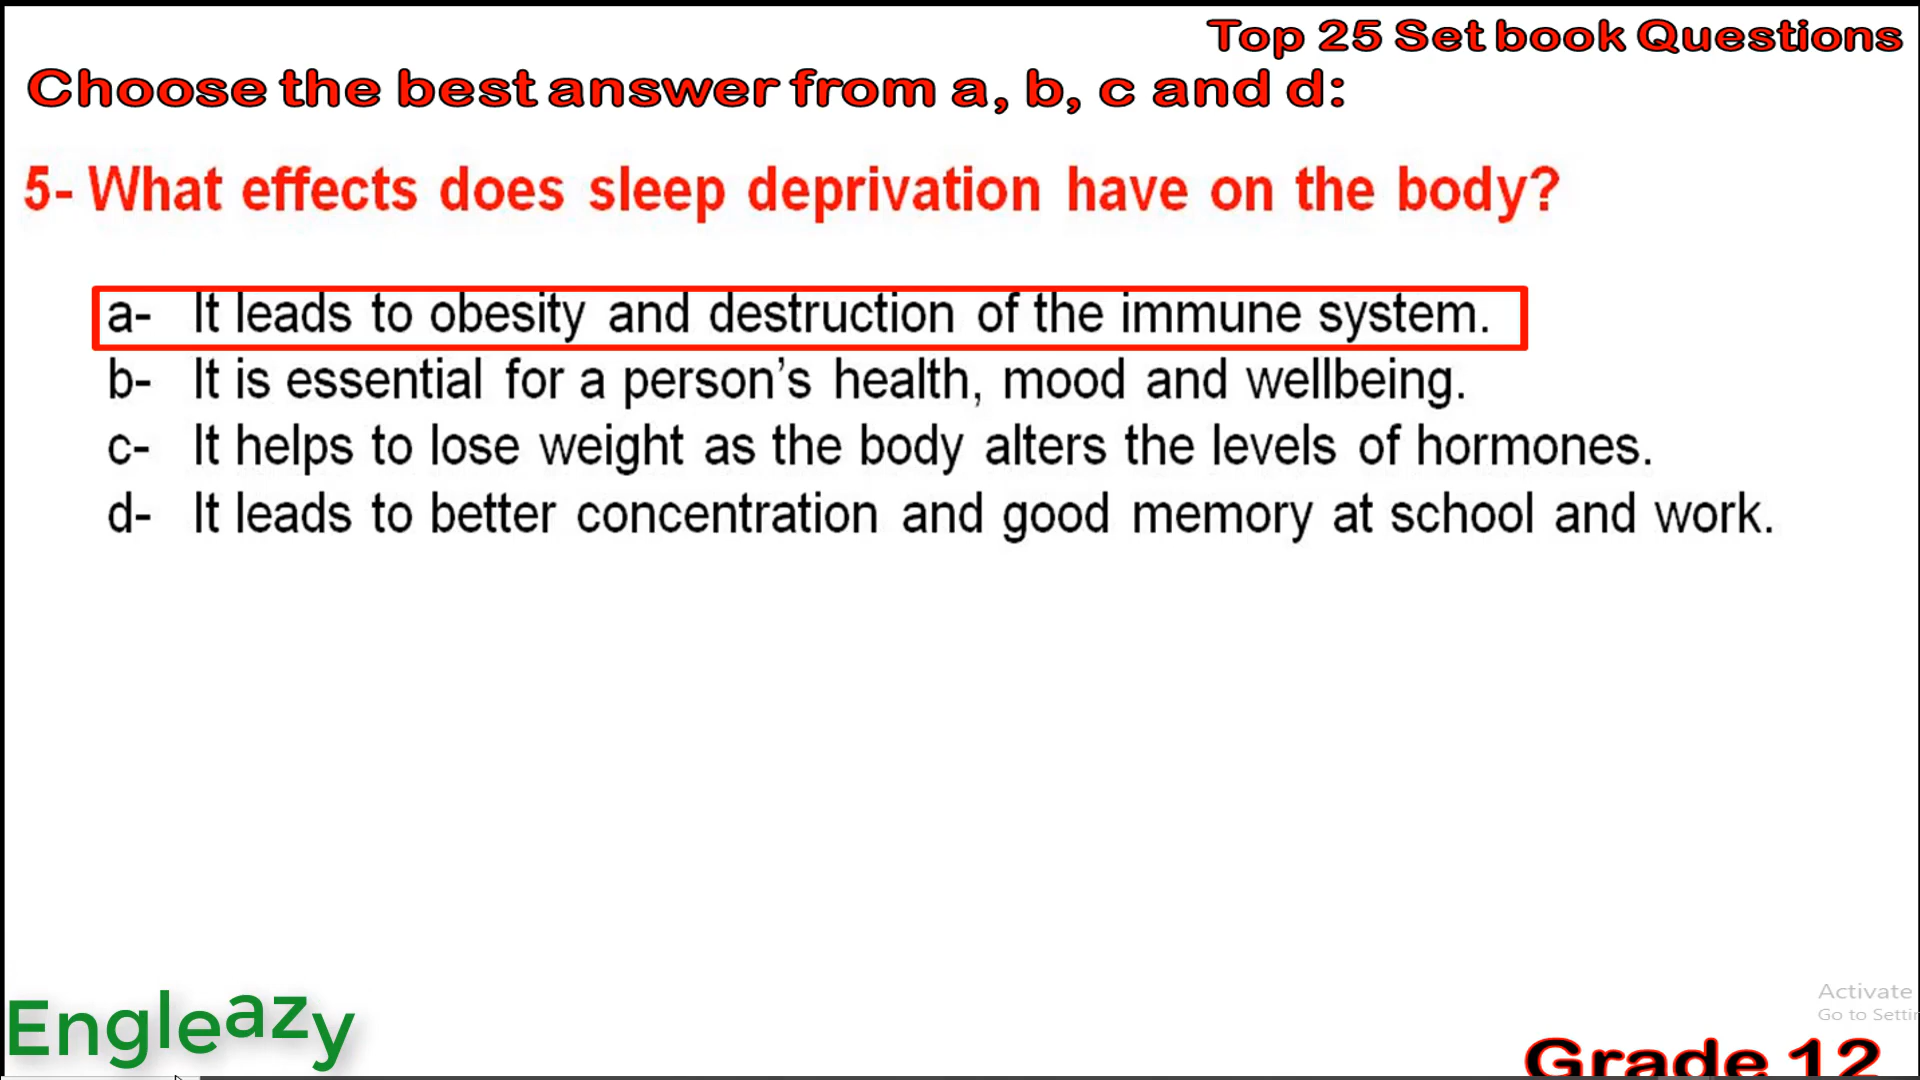 Top 25 Set book Questions
Choose the best answer from a, b, c and d:
5- What effects does sleep deprivation have on the body?
a- It leads to obesity and destruction of the immune system.
b- It is essential for a person's health, mood and wellbeing.
c- It helps to lose weight as the body alters the levels of hormones.
d- It leads to better concentration and good memory at school and work.
Engleazy
Activate
Go to
Grade 12